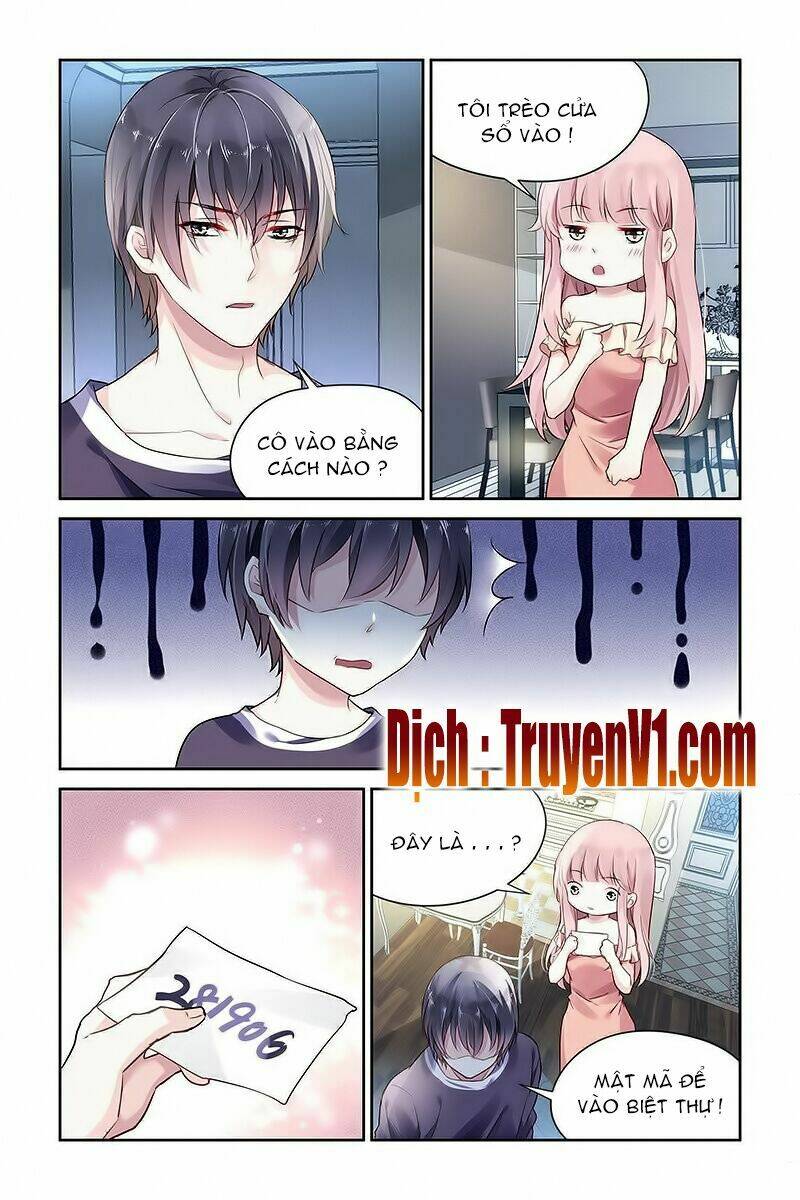 CÔ VÀO BẰNG
CÁCH NÀO ?
TÔI TRÈO CỬA
SỔ VÀO !
Dịch : TruyenV1.com
281906
ĐÂY LÀ . . . ?
MẬT MÃ ĐỂ
VÀO BIỆT THỰ !